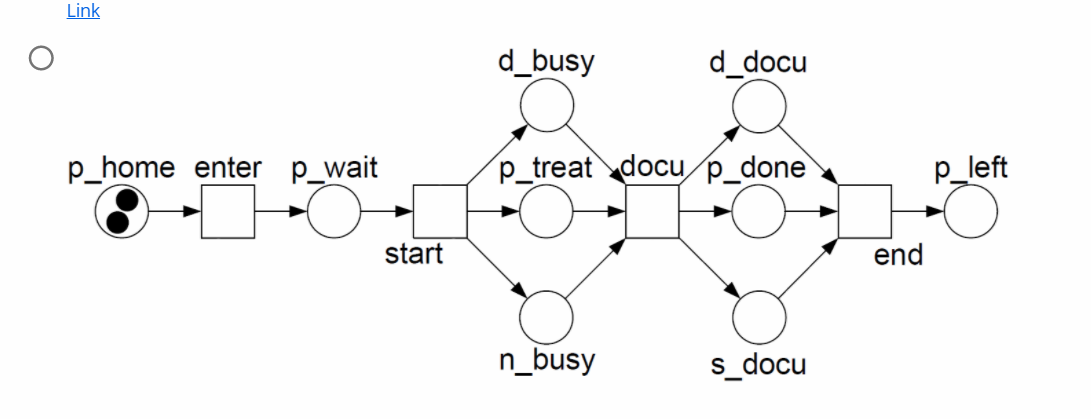 Link
d_busy
d_docu
p_home
enter
p_wait
p_treat
docu
p_done
p_left
start
end
n_busy
s_docu